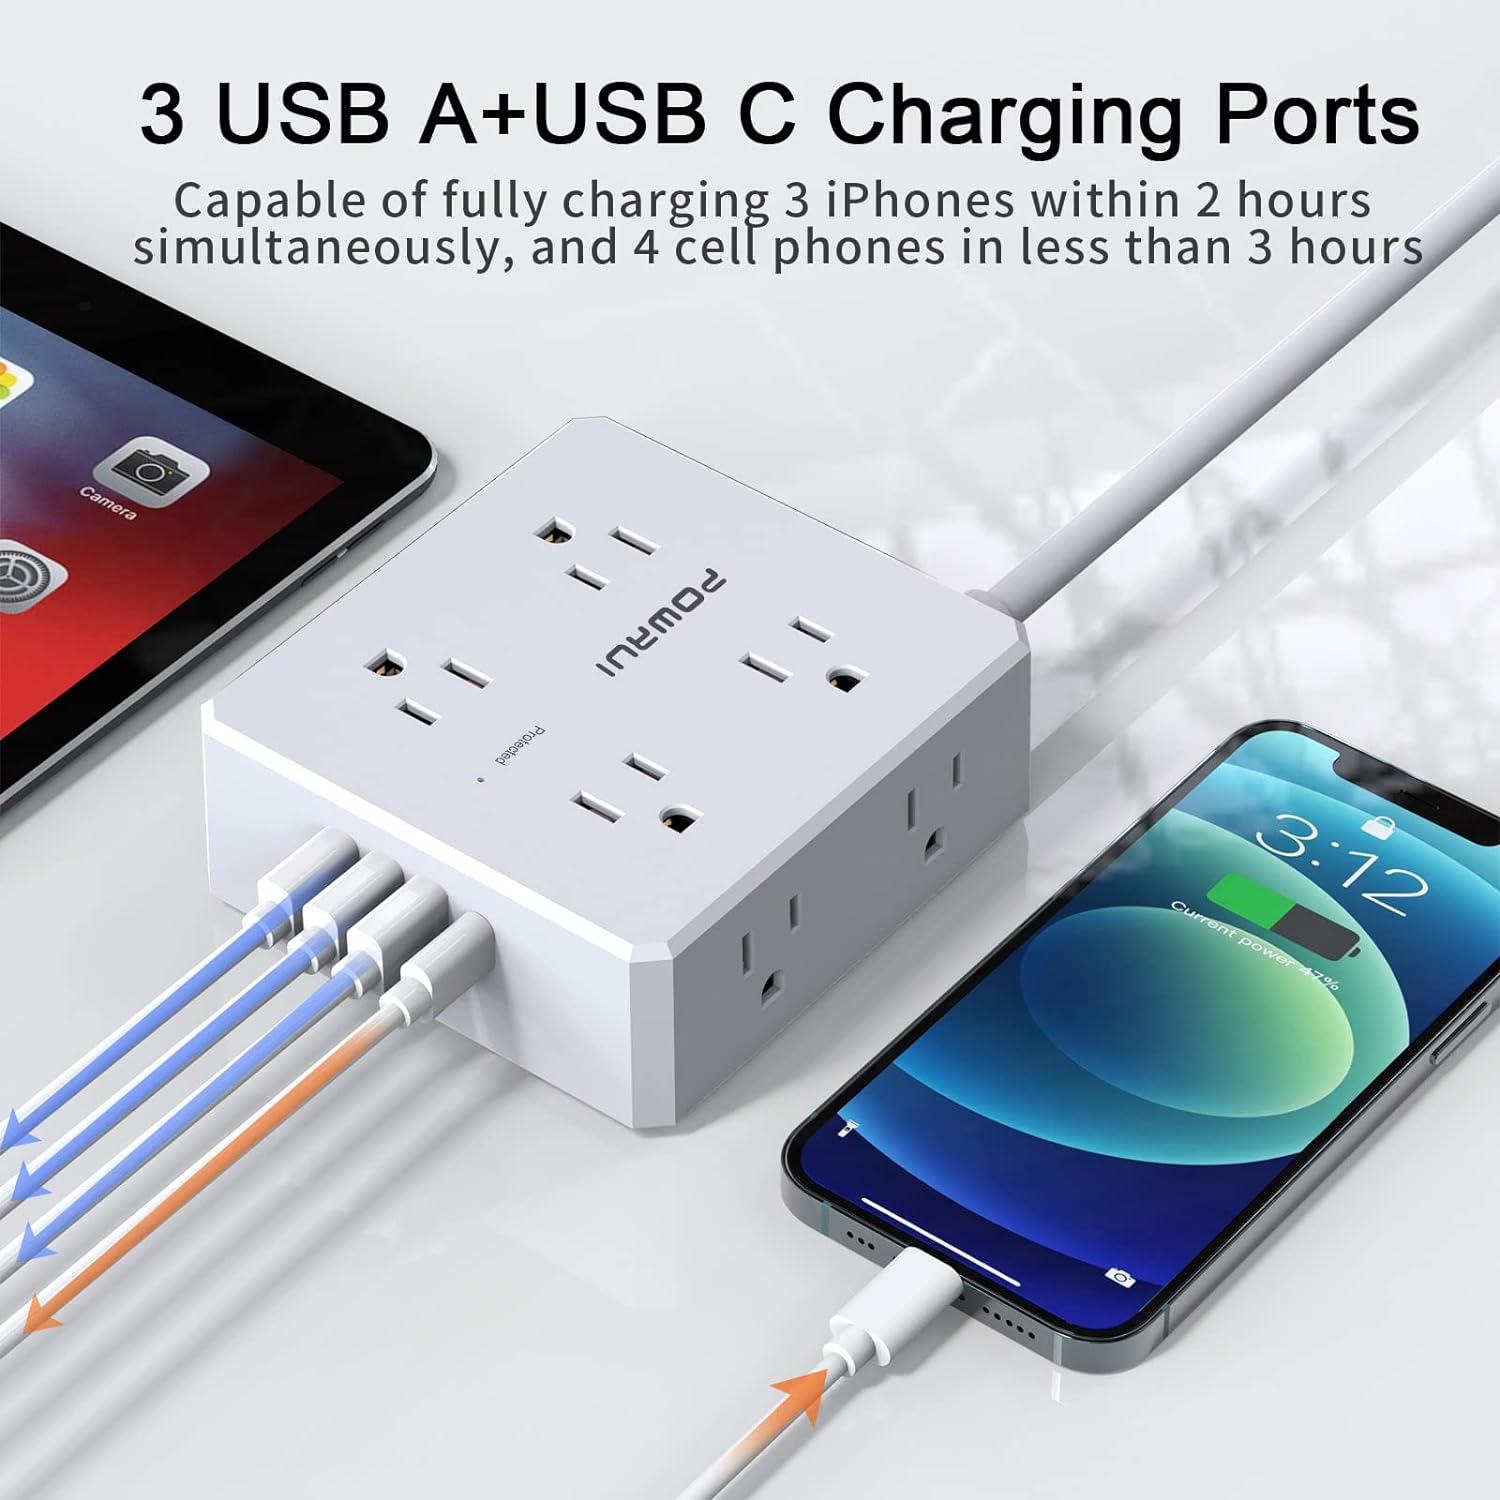 3 USB A+USB C Charging Ports
Capable of fully charging 3 iPhones within 2 hours
simultaneously, and 4 cell phones in less than 3 hours
Camera
POWRUI
Protected
3:12
Current power 47%